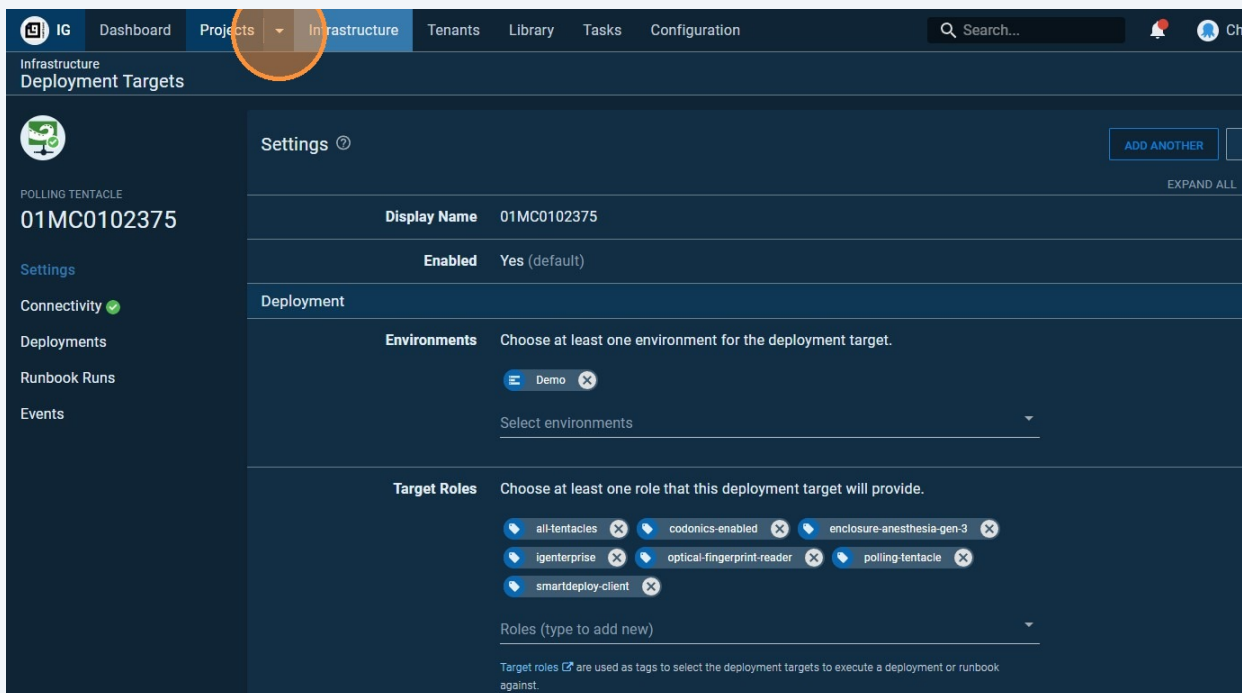 IG Dashboard Projects Infrastructure Tenants Library Tasks Configuration Search... Ch
Infrastructure
Deployment Targets
Settings
ADD ANOTHER
EXPAND ALL
POLLING TENTACLE
01MC0102375
Display Name 01MC0102375
Enabled Yes (default)
Settings
Connectivity
Deployments
Runbook Runs
Events
Deployment
Environments Choose at least one environment for the deployment target.
Demo
Select environments
Target Roles Choose at least one role that this deployment target will provide.
all-tentacles codonics-enabled enclosure-anesthesia-gen-3
igenterprise optical-fingerprint-reader polling-tentacle
smartdeploy-client
Roles (type to add new)
Target roles are used as tags to select the deployment targets to execute a deployment or runbook
against.